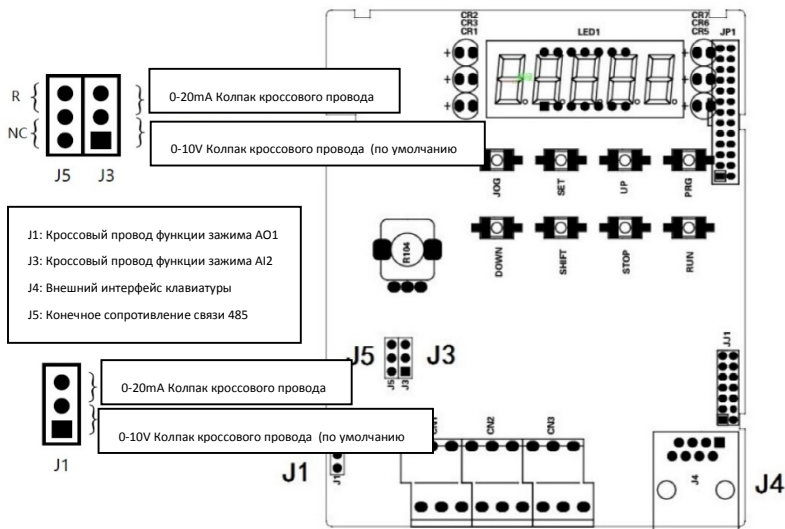 CR2
CR3
CR1
LED1
CR7
CR6
CR5
JP1
R
NC
J5 J3
0-20mA Колпак кроссового провода
0-10V Колпак кроссового провода (по умолчанию
JOG
SET
UP
PRG
J1: Кроссовый провод функции зажима AO1
J3: Кроссовый провод функции зажима AI2
J4: Внешний интерфейс клавиатуры
J5: Конечное сопротивление связи 485
R104
DOWN
SHIFT
STOP
RUN
J5 J3
J5 J3
JJ1
0-20mA Колпак кроссового провода
0-10V Колпак кроссового провода (по умолчанию
J1
CN1
CN2
CN3
J1
J1
J4
J4